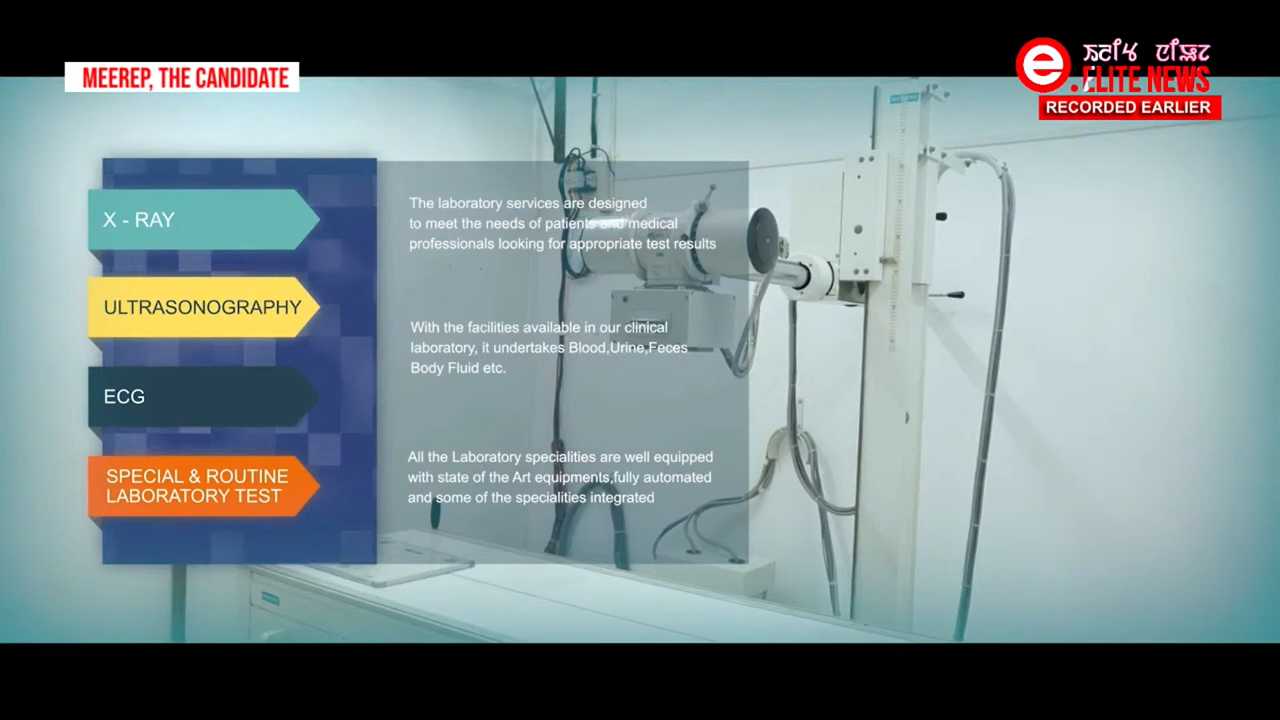 MEEREP, THE CANDIDATE
ELITE NEWS
RECORDED EARLIER
X - RAY
ULTRASONOGRAPHY
ECG
SPECIAL & ROUTINE
LABORATORY TEST
The laboratory services are designed
to meet the needs of patients and medical
professionals looking for appropriate test results
With the facilities available in our clinical
laboratory, it undertakes Blood,Urine,Feces
Body Fluid etc.
All the Laboratory specialities are well equipped
with state of the Art equipments,fully automated
and some of the specialities integrated